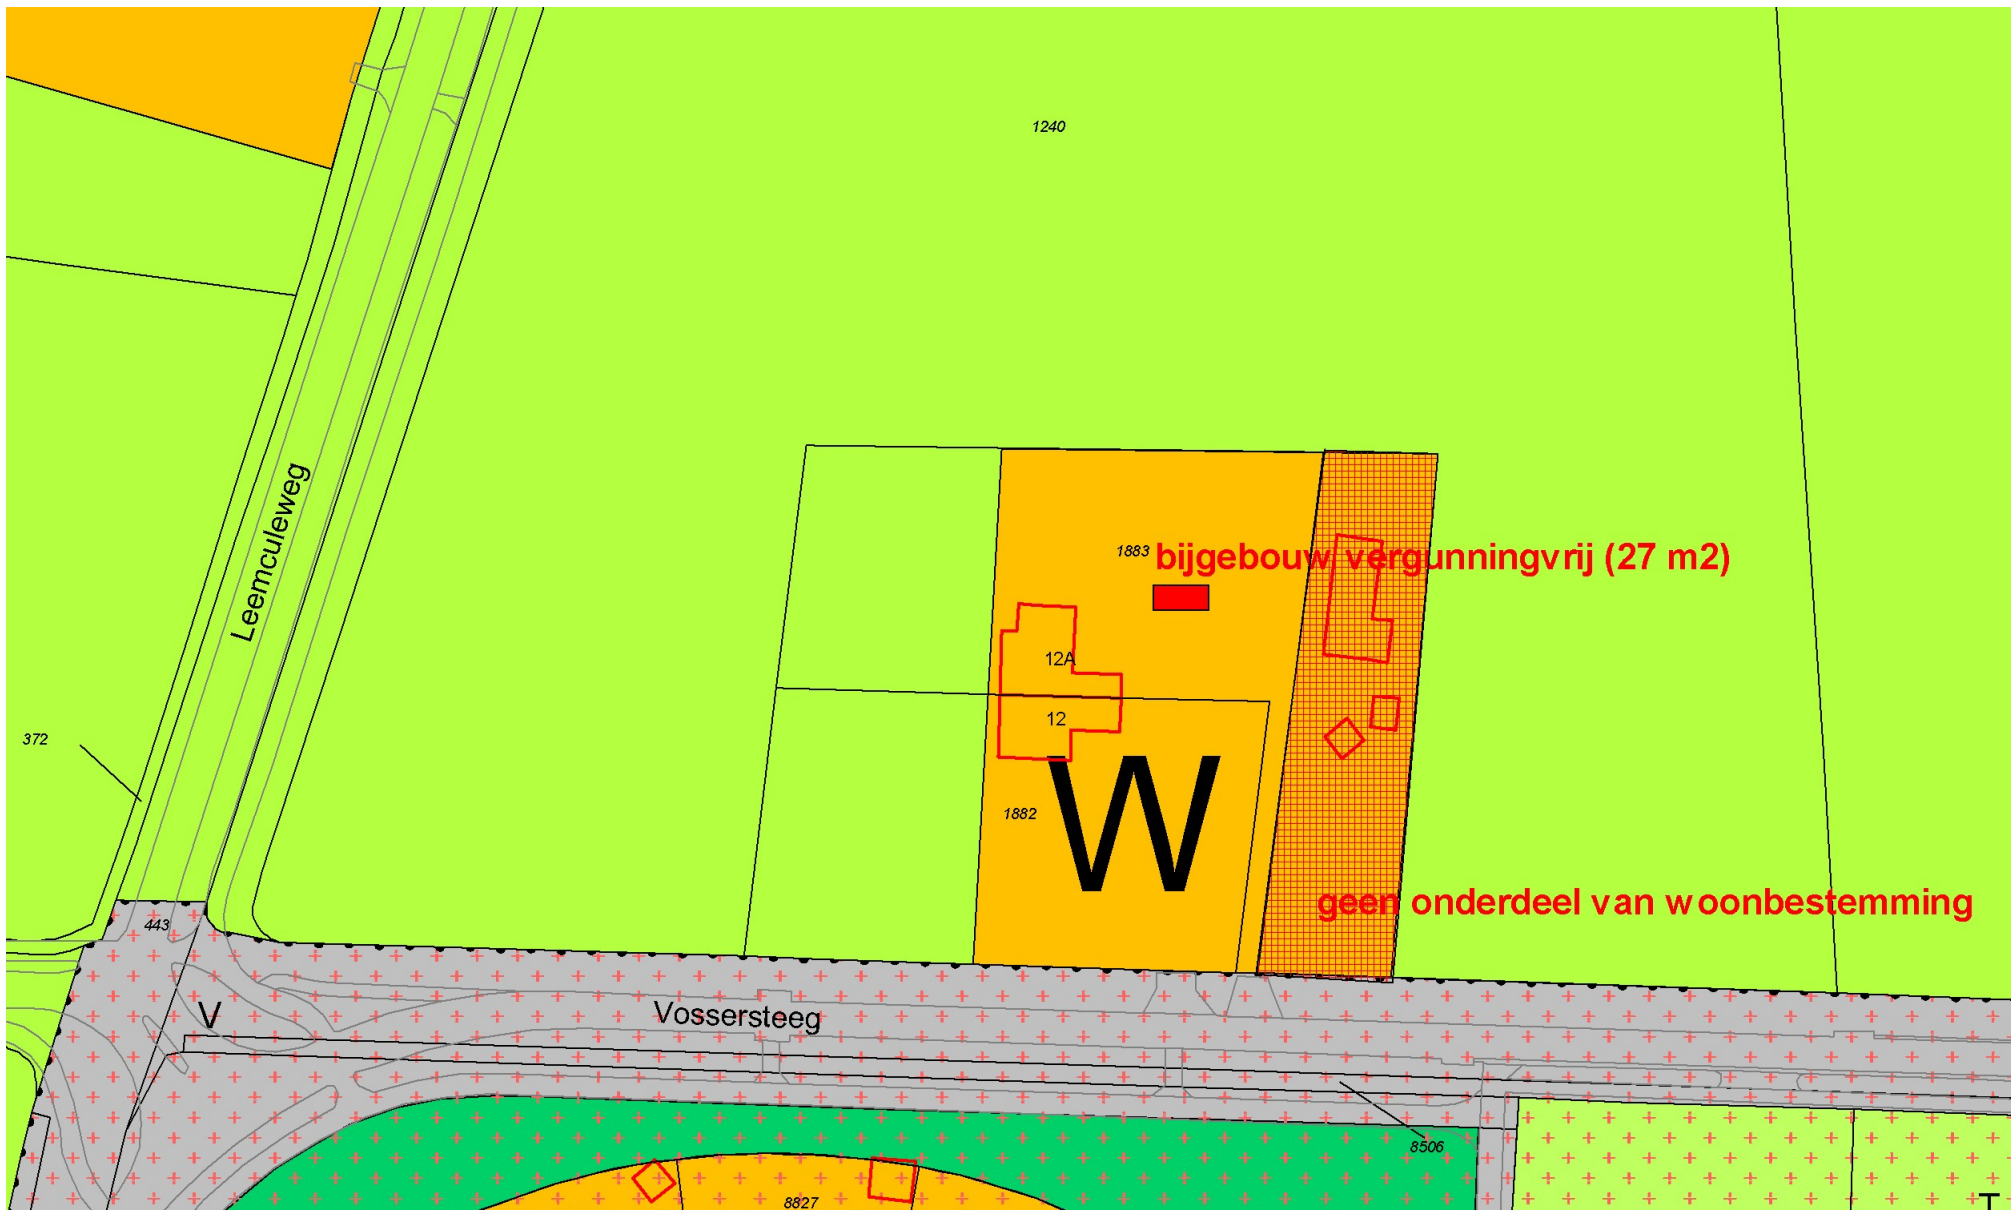 1240
Leemculeweg
1883
bijgebouw vergunningvrij (27 m2)
12A
12
372
W
1882
geen onderdeel van woonbestemming
443
V
Vossersteeg
8506
8827
T